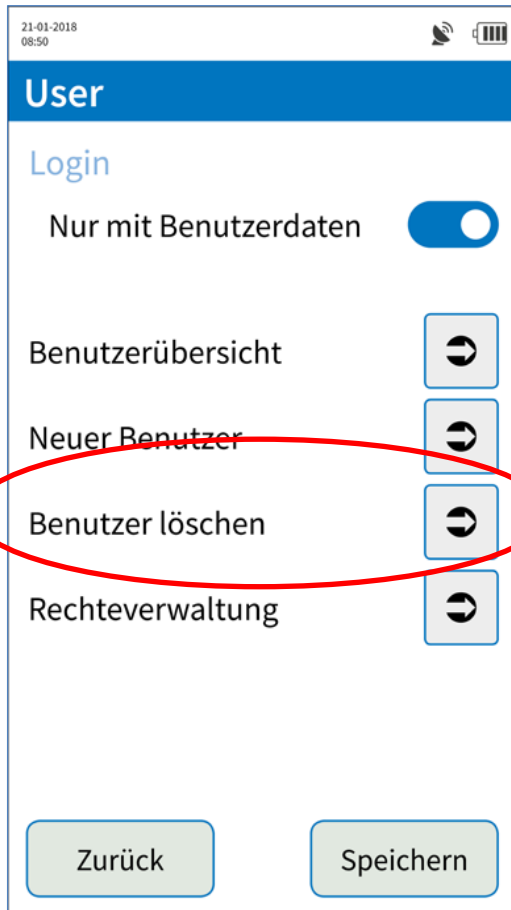 21-01-2018
08:50
User
Login
Nur mit Benutzerdaten
Benutzerübersicht
Neuer Benutzer
Benutzer löschen
Rechteverwaltung
Zurück
Speichern